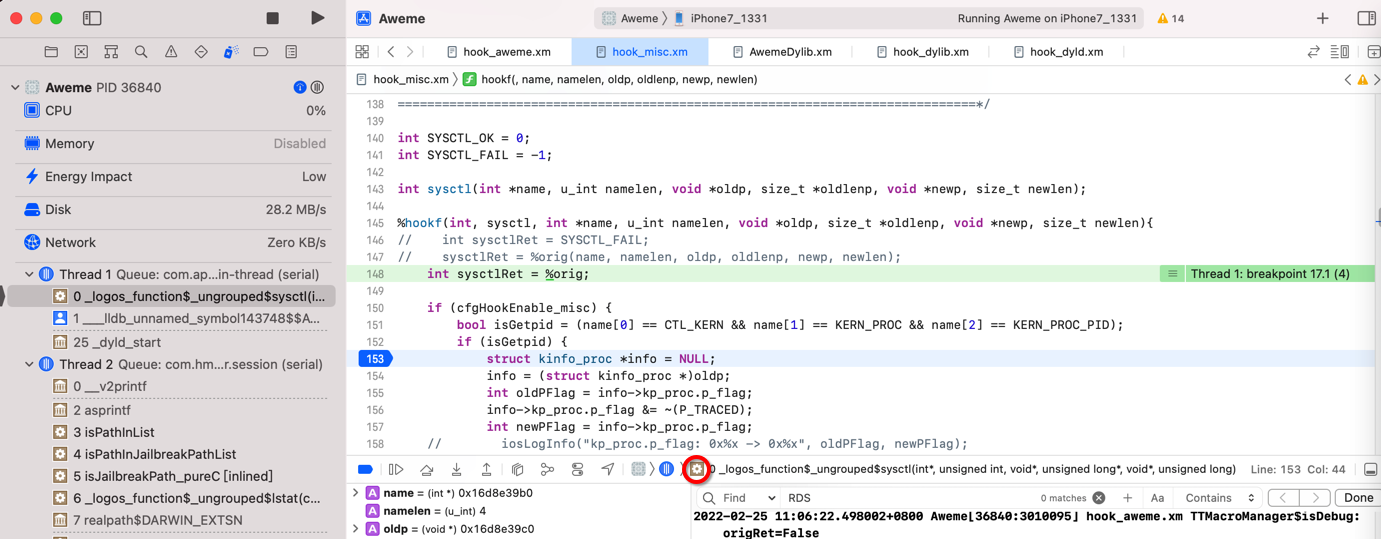 Aweme
Aweme 〉 iPhone7_1331
Running Aweme on iPhone7_1331
14
hook_aweme.xm
hook_misc.xm
AwemeDylib.xm
hook_dylib.xm
hook_dyld.xm
hook_misc.xm 〉 f hookf(, name, namelen, oldp, oldlenp, newp, newlen)
Aweme PID 36840
CPU 0%
Memory Disabled
Energy Impact Low
Disk 28.2 MB/s
Network Zero KB/s
Thread 1 Queue: com.ap...in-thread (serial)
0 _logos_function$_ungrouped$sysctl(i...
1 ___lldb_unnamed_symbol143748$$A...
25 _dyld_start
Thread 2 Queue: com.hm...r.session (serial)
0 __v2printf
2 asprintf
3 isPathInList
4 isPathInJailbreakPathList
5 isJailbreakPath_pureC [inlined]
6 _logos_function$_ungrouped$lstat(c...
7 realpath$DARWIN_EXTSN
138 ==============================================================================*/
139
140 int SYSCTL_OK = 0;
141 int SYSCTL_FAIL = -1;
142
143 int sysctl(int *name, u_int namelen, void *oldp, size_t *oldlenp, void *newp, size_t newlen);
144
145 %hookf(int, sysctl, int *name, u_int namelen, void *oldp, size_t *oldlenp, void *newp, size_t newlen){
146 //    int sysctlRet = SYSCTL_FAIL;
147 //    sysctlRet = %orig(name, namelen, oldp, oldlenp, newp, newlen);
148     int sysctlRet = %orig; Thread 1: breakpoint 17.1 (4)
149
150     if (cfgHookEnable_misc) {
151         bool isGetpid = (name[0] == CTL_KERN && name[1] == KERN_PROC && name[2] == KERN_PROC_PID);
152         if (isGetpid) {
153             struct kinfo_proc *info = NULL;
154             info = (struct kinfo_proc *)oldp;
155             int oldPFlag = info->kp_proc.p_flag;
156             info->kp_proc.p_flag &= ~(P_TRACED);
157             int newPFlag = info->kp_proc.p_flag;
158     //        iosLogInfo("kp_proc.p_flag: 0x%x -> 0x%x", oldPFlag, newPFlag);
0 _logos_function$_ungrouped$sysctl(int*, unsigned int, void*, unsigned long*, void*, unsigned long)
Line: 153 Col: 44
A name = (int *) 0x16d8e39b0
A namelen = (u_int) 4
A oldp = (void *) 0x16d8e39c0
Find RDS 0 matches Aa Contains Done
2022-02-25 11:06:22.498002+0800 Aweme[36840:3010095] hook_aweme.xm TTMacroManager$isDebug:
origRet=False